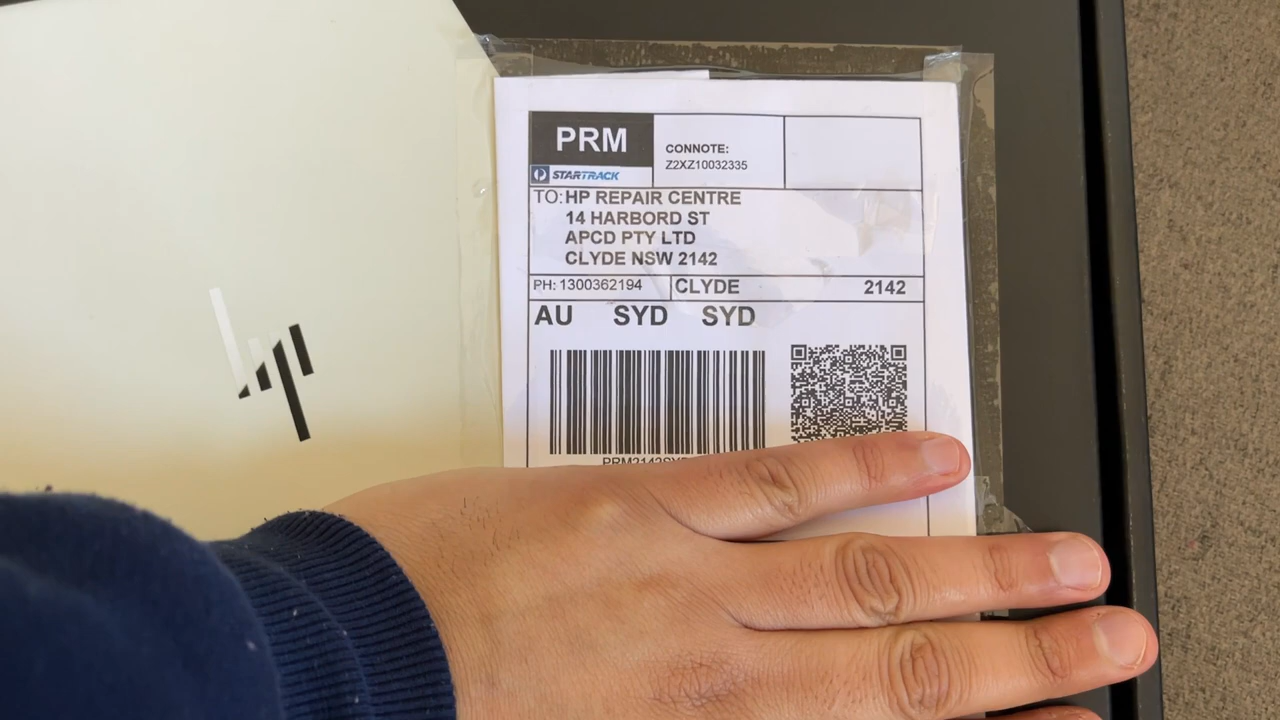 PRM
CONNOTE:
Z2XZ10032335
STARTRACK
TO: HP REPAIR CENTRE
14 HARBORD ST
APCD PTY LTD
CLYDE NSW 2142
PH: 1300362194
CLYDE 2142
AU SYD SYD
hp